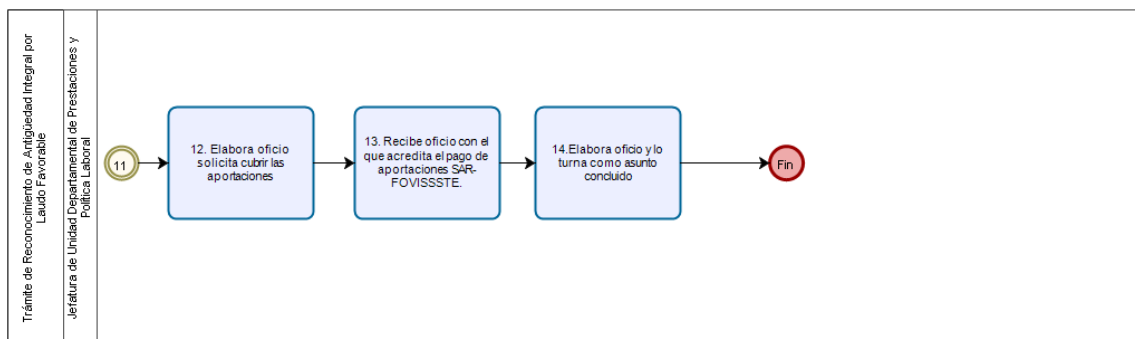 Trámite de Reconocimiento de Antigüedad Integral por
Laudo Favorable
Jefatura de Unidad Departamental de Prestaciones y
Política Laboral
11
12. Elabora oficio
solicita cubrir las
aportaciones
13. Recibe oficio con el
que acredita el pago de
aportaciones SAR-
FOVISSSTE.
14.Elabora oficio y lo
turna como asunto
concluido
Fin